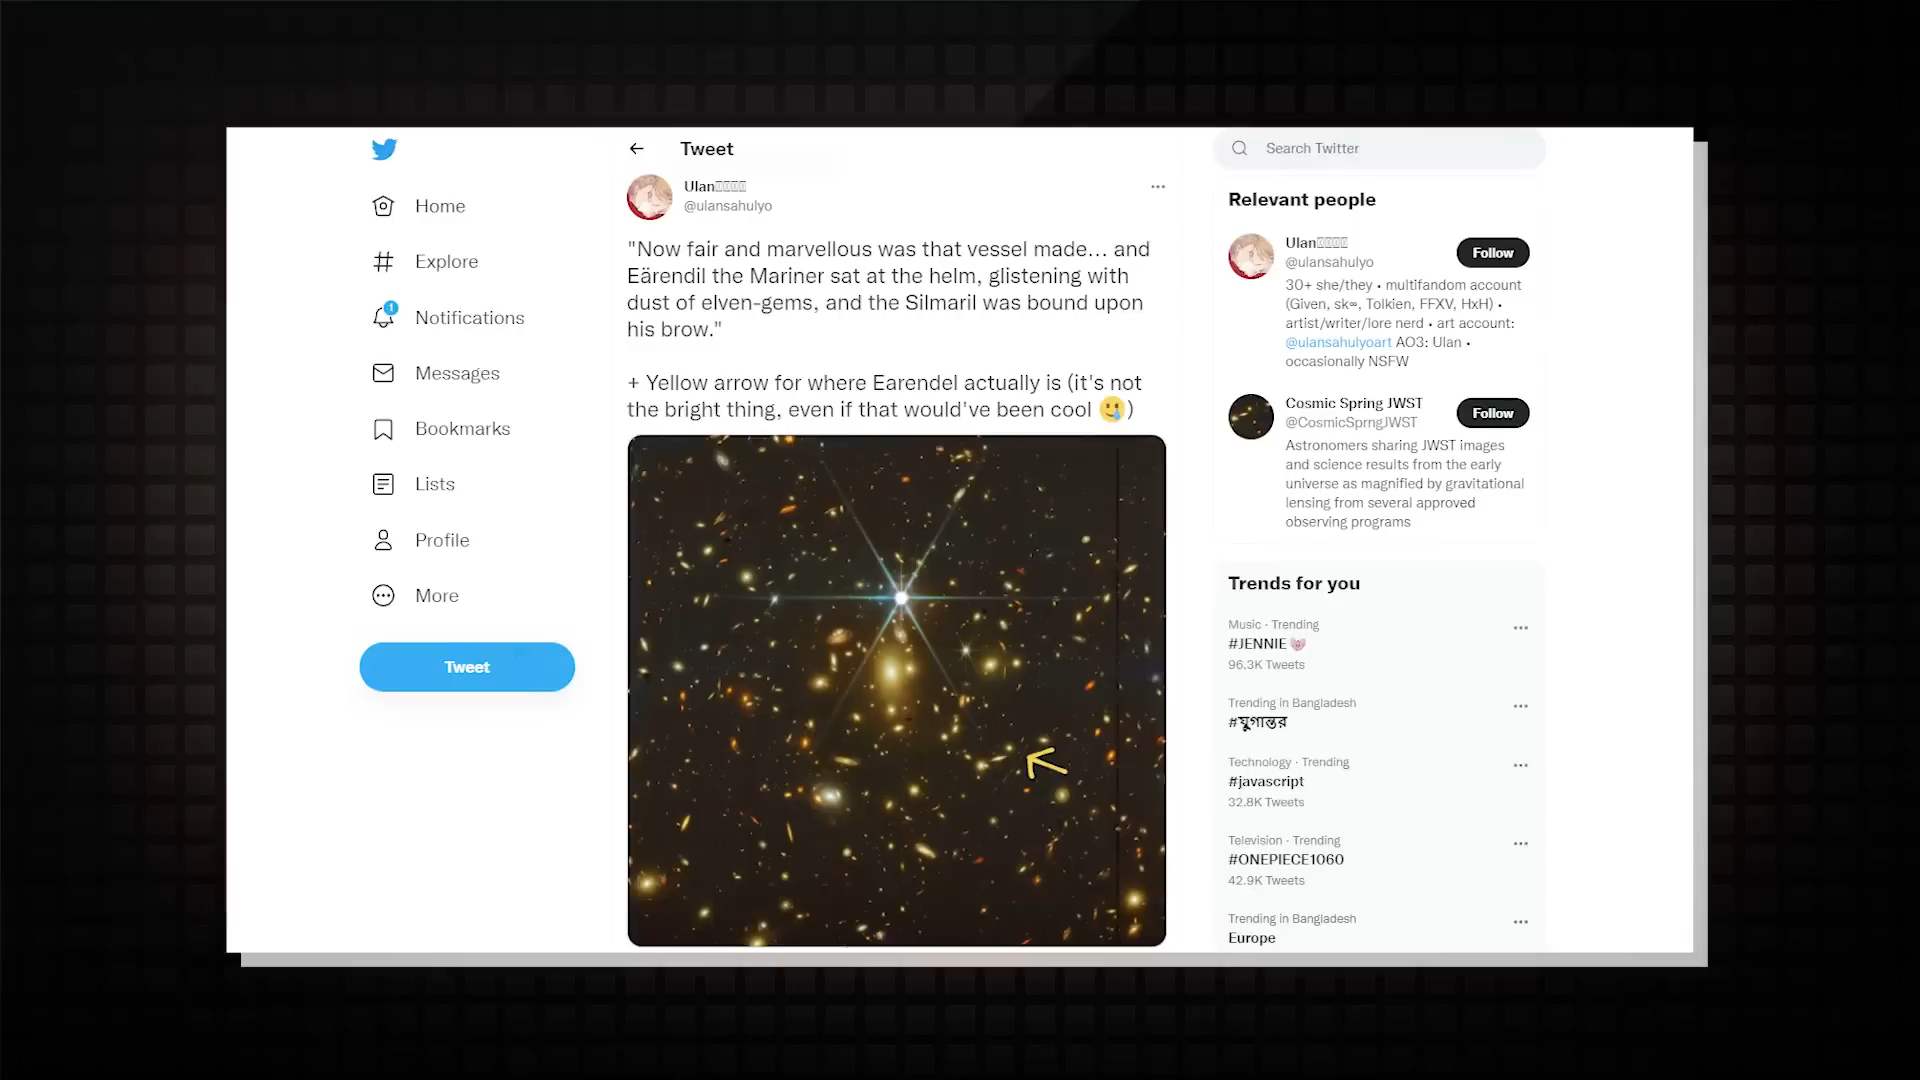 Home
Explore
1
Notifications
Messages
Bookmarks
Lists
Profile
More
Tweet
Tweet
Ulan
@ulansahulyo
"Now fair and marvellous was that vessel made... and
Eärendil the Mariner sat at the helm, glistening with
dust of elven-gems, and the Silmaril was bound upon
his brow."
+ Yellow arrow for where Earendel actually is (it's not
the bright thing, even if that would've been cool 🥲)
Search Twitter
Relevant people
Ulan
@ulansahulyo
Follow
30+ she/they • multifandom account
(Given, sk∞, Tolkien, FFXV, HxH) •
artist/writer/lore nerd • art account:
@ulansahulyoart AO3: Ulan •
occasionally NSFW
Cosmic Spring JWST
@CosmicSprngJWST
Follow
Astronomers sharing JWST images
and science results from the early
universe as magnified by gravitational
lensing from several approved
observing programs
Trends for you
Music · Trending
#JENNIE
96.3K Tweets
Trending in Bangladesh
#যুগান্তর
Technology · Trending
#javascript
32.8K Tweets
Television · Trending
#ONEPIECE1060
42.9K Tweets
Trending in Bangladesh
Europe